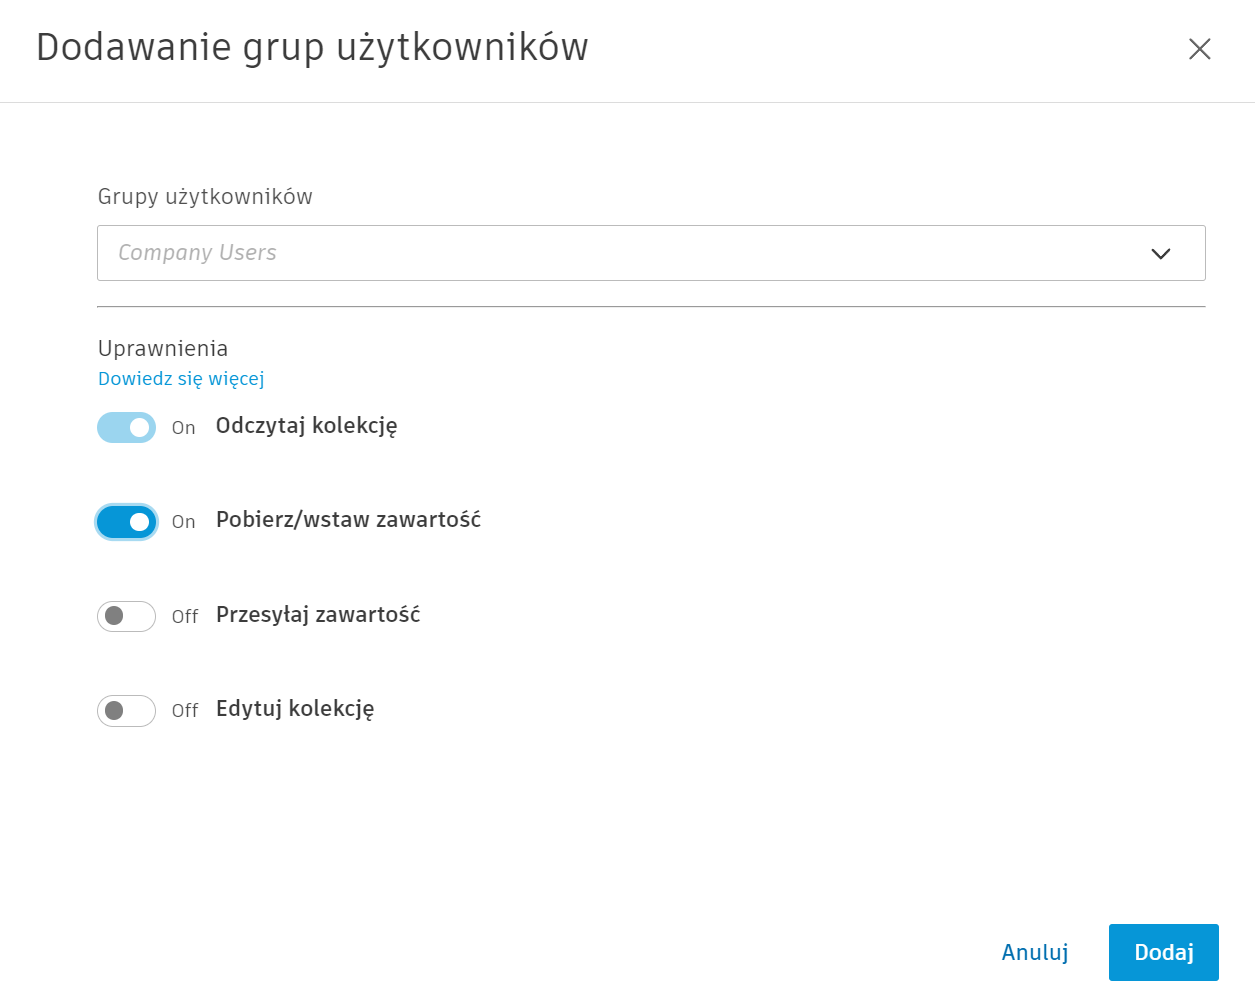 Dodawanie grup użytkowników
Grupy użytkowników
Company Users
Uprawnienia
Dowiedz się więcej
On Odczytaj kolekcję
On Pobierz/wstaw zawartość
Off Przesyłaj zawartość
Off Edytuj kolekcję
Anuluj Dodaj